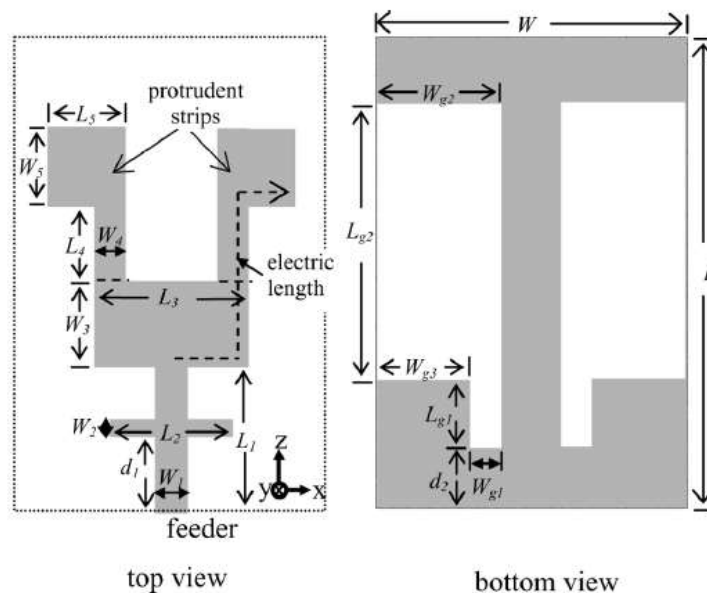 L5
protrudent
strips
W5
L4
W4
electric
length
L3
W3
W2
L2
L1
d1
W1
z
y
x
feeder
top view
W
Wg2
Lg2
L
Wg3
Lg1
d2
Wg1
bottom view